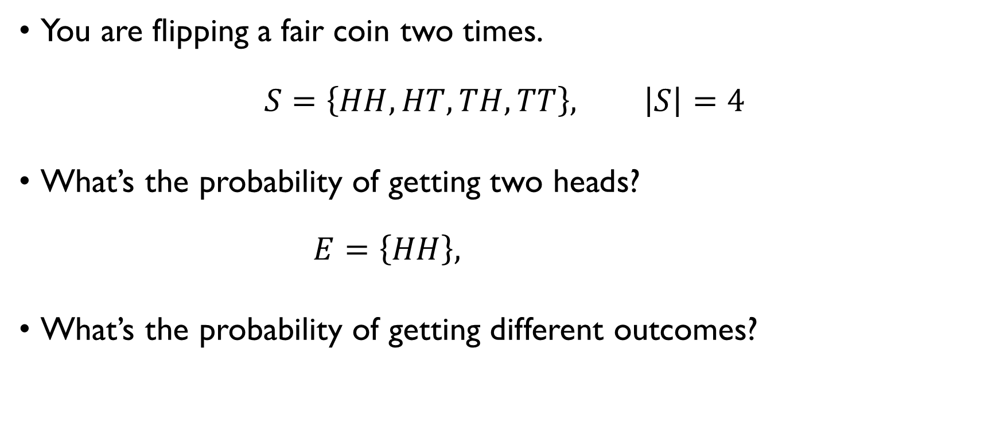 • You are flipping a fair coin two times.
S = {HH, HT, TH, TT}, |S| = 4
• What’s the probability of getting two heads?
E = {HH},
• What’s the probability of getting different outcomes?